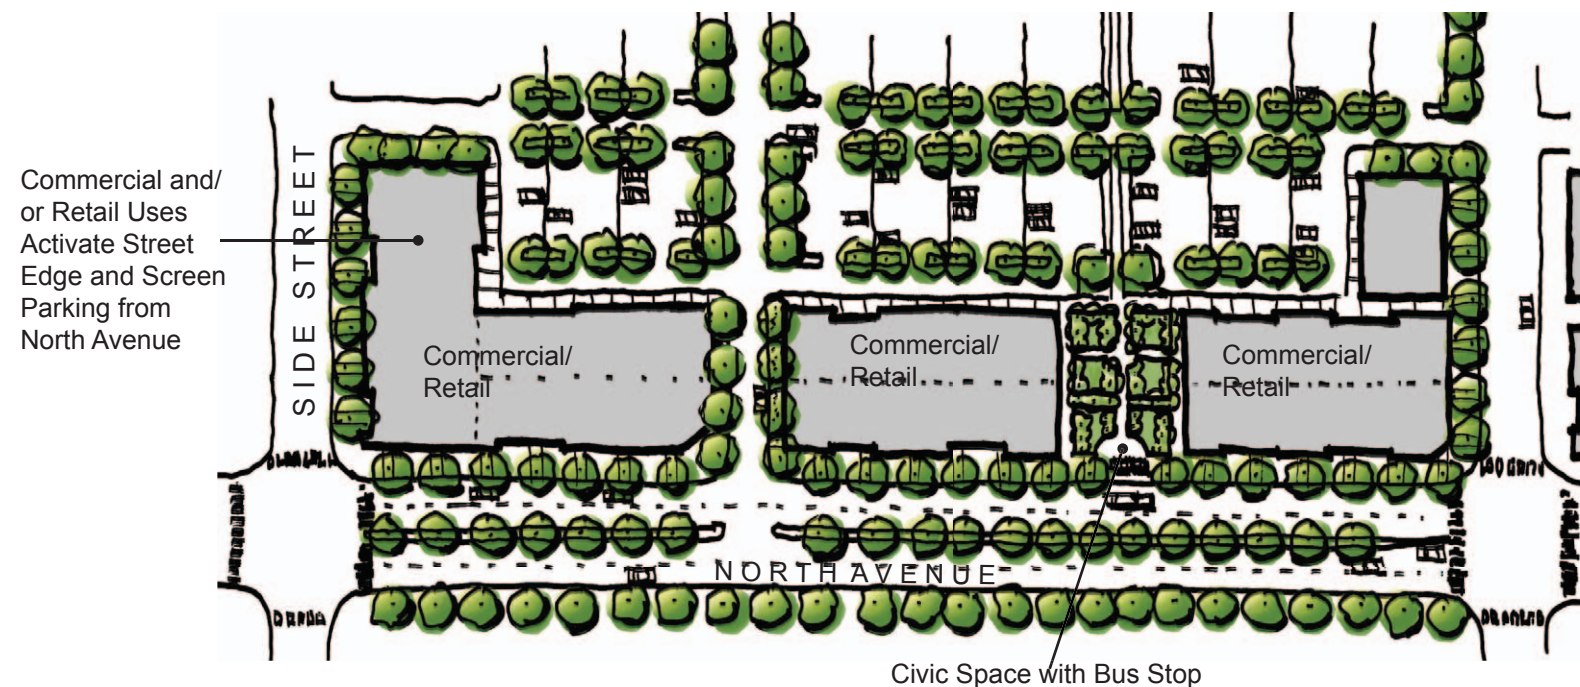 Commercial and/
or Retail Uses
Activate Street
Edge and Screen
Parking from
North Avenue
SIDE STREET
Commercial/
Retail
Commercial/
Retail
Commercial/
Retail
NORTH AVENUE
Civic Space with Bus Stop